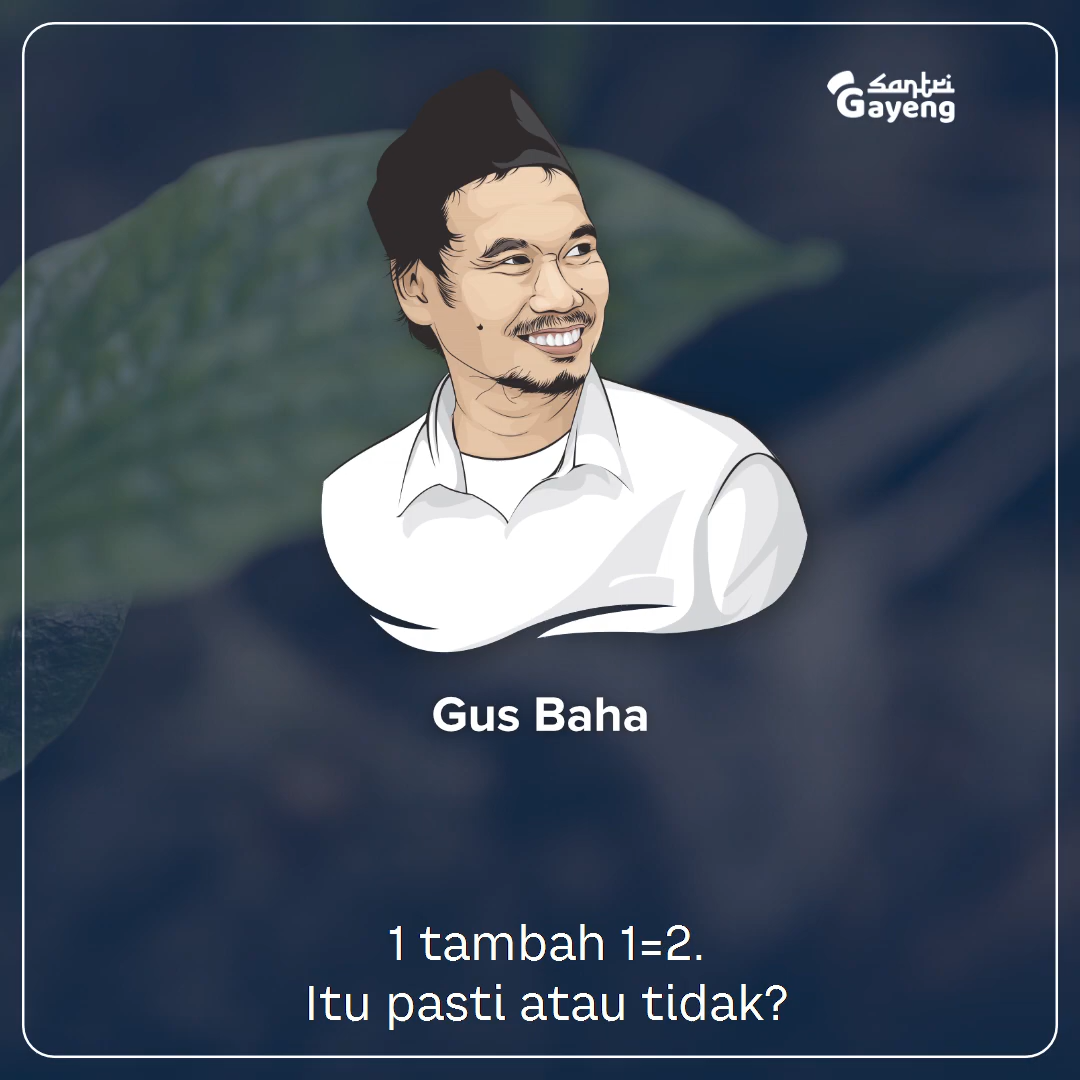 Santri
Gayeng
Gus Baha
1 tambah 1=2.
Itu pasti atau tidak?